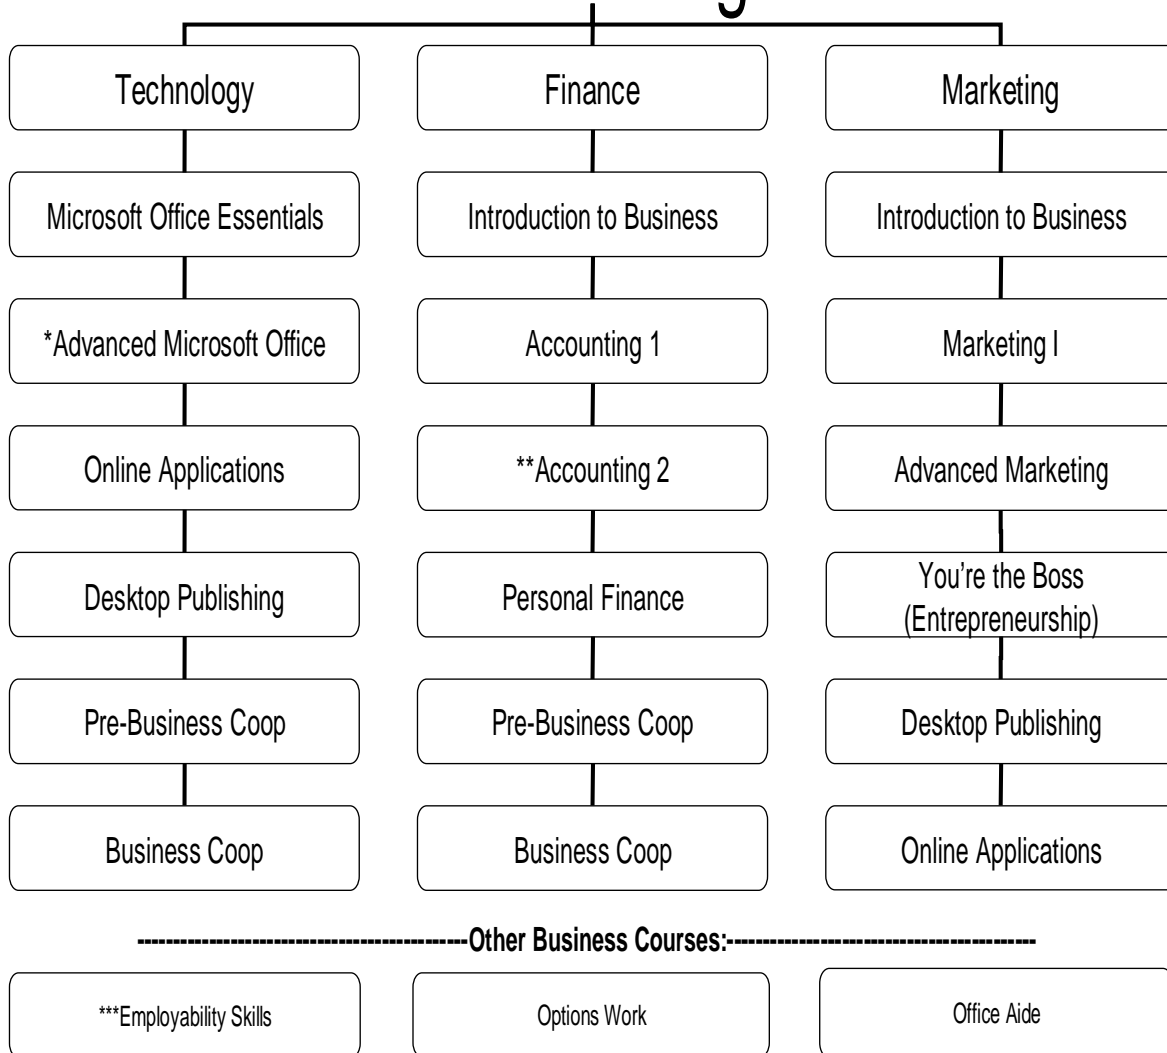 Technology
Finance
Marketing
Microsoft Office Essentials
Introduction to Business
Introduction to Business
*Advanced Microsoft Office
Accounting 1
Marketing I
Online Applications
**Accounting 2
Advanced Marketing
Desktop Publishing
Personal Finance
You're the Boss
(Entrepreneurship)
Pre-Business Coop
Pre-Business Coop
Desktop Publishing
Business Coop
Business Coop
Online Applications
-----------------------------------------------Other Business Courses:--------------------------------------------
***Employability Skills
Options Work
Office Aide